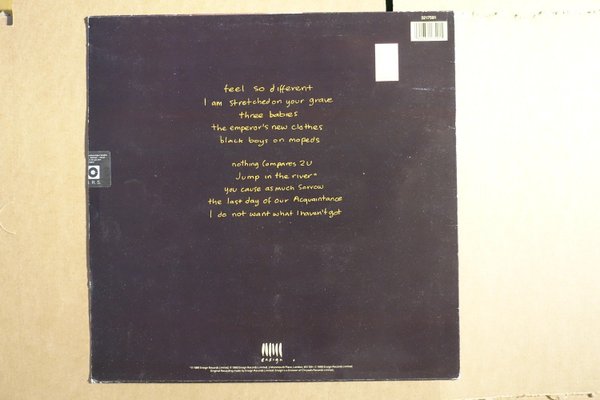 3217591
feel so different
I am stretched on your grave
three babies
the emperor's new clothes
black boys on mopeds
nothing Compares 2 U
Jump in the river*
you cause as much Sorrow
the last day of our Acquaintance
I do not want what I haven't got
ensign